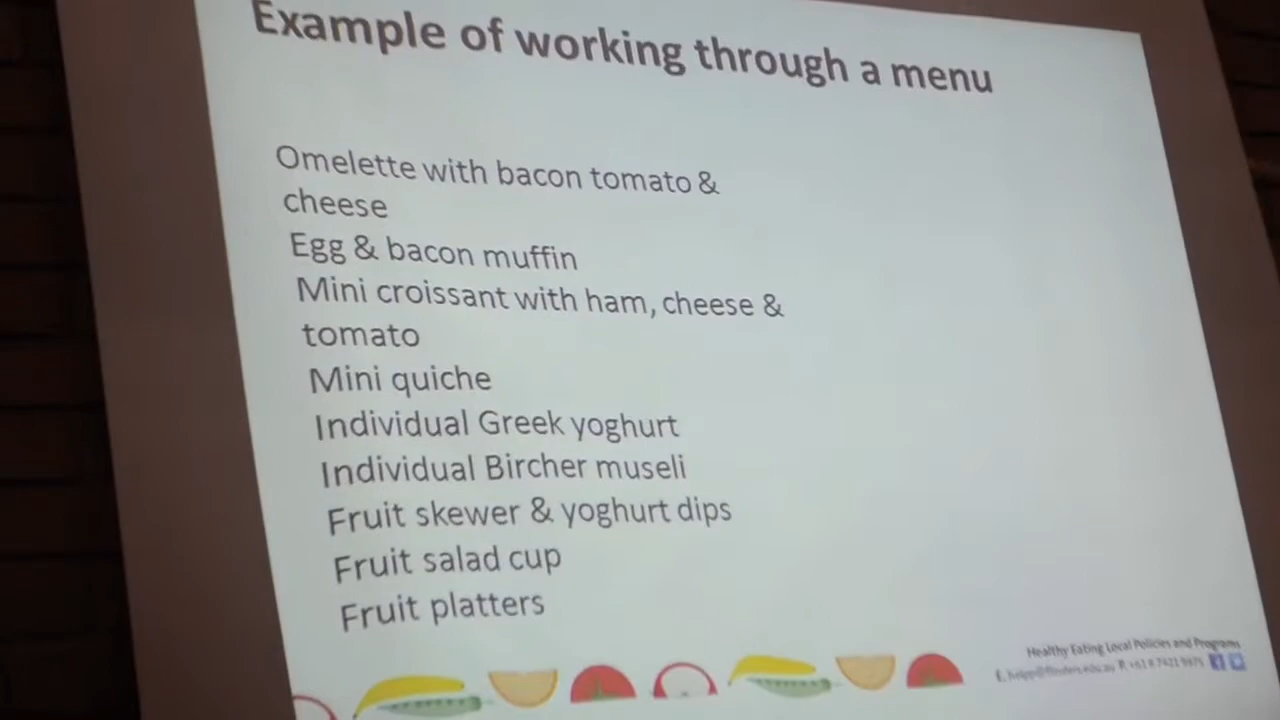 Example of working through a menu
Omelette with bacon tomato &
cheese
Egg & bacon muffin
Mini croissant with ham, cheese &
tomato
Mini quiche
Individual Greek yoghurt
Individual Bircher museli
Fruit skewer & yoghurt dips
Fruit salad cup
Fruit platters
Healthy Eating Local Policies and Programs